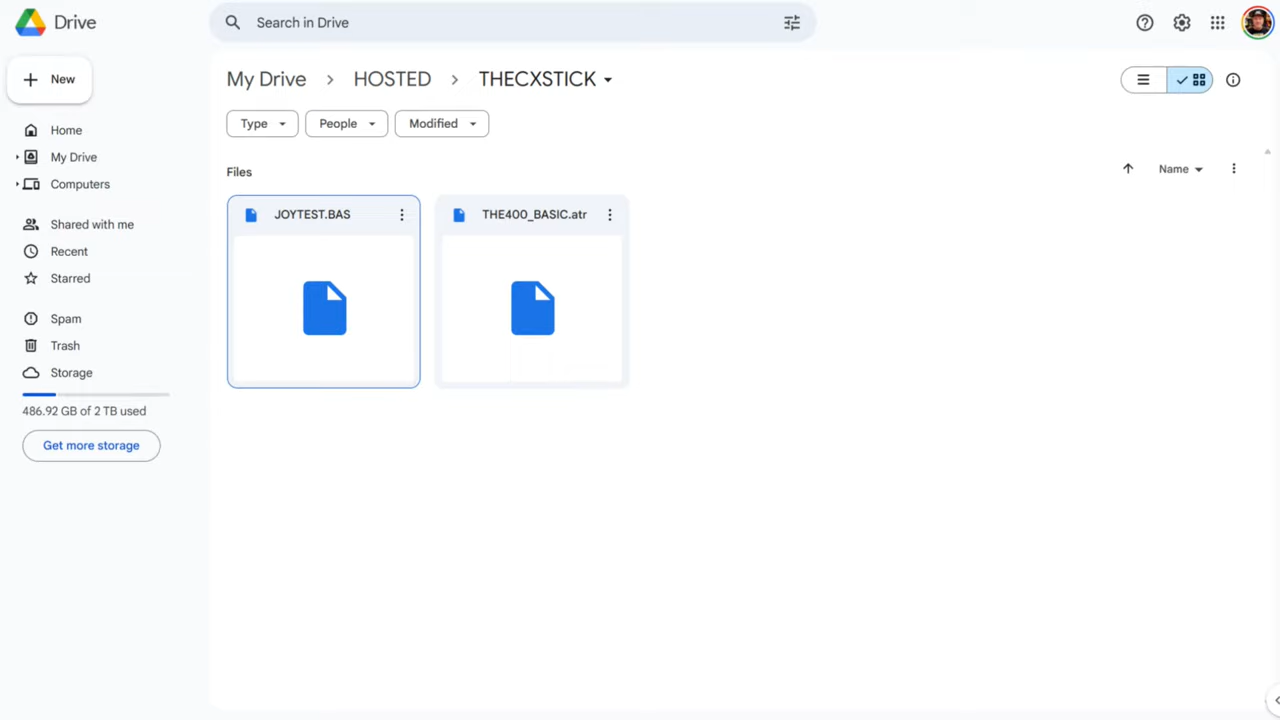 Drive
Search in Drive
New
Home
My Drive
Computers
Shared with me
Recent
Starred
Spam
Trash
Storage
486.92 GB of 2 TB used
Get more storage
My Drive > HOSTED > THECXSTICK
Type People Modified
Files
Name
JOYTEST.BAS
THE400_BASIC.atr